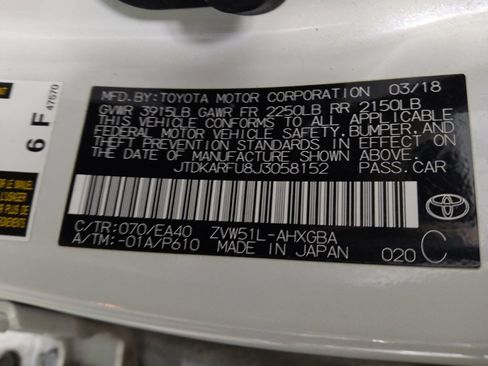 MFD.BY:TOYOTA MOTOR CORPORATION 03/18
GVWR 3915LB GAWR FR 2250LB RR 2150LB
THIS VEHICLE CONFORMS TO ALL APPLICABLE
FEDERAL MOTOR VEHICLE SAFETY,BUMPER,AND
THEFT PREVENTION STANDARDS IN EFFECT ON
THE DATE OF MANUFACTURE SHOWN ABOVE.
JTDKARFU8J3058152 PASS.CAR
C/TR:070/EA40 ZVW51L-AHXGBA
A/TM:-01A/P610 MADE IN JAPAN 020 C
TOYOTA
6 F 47570